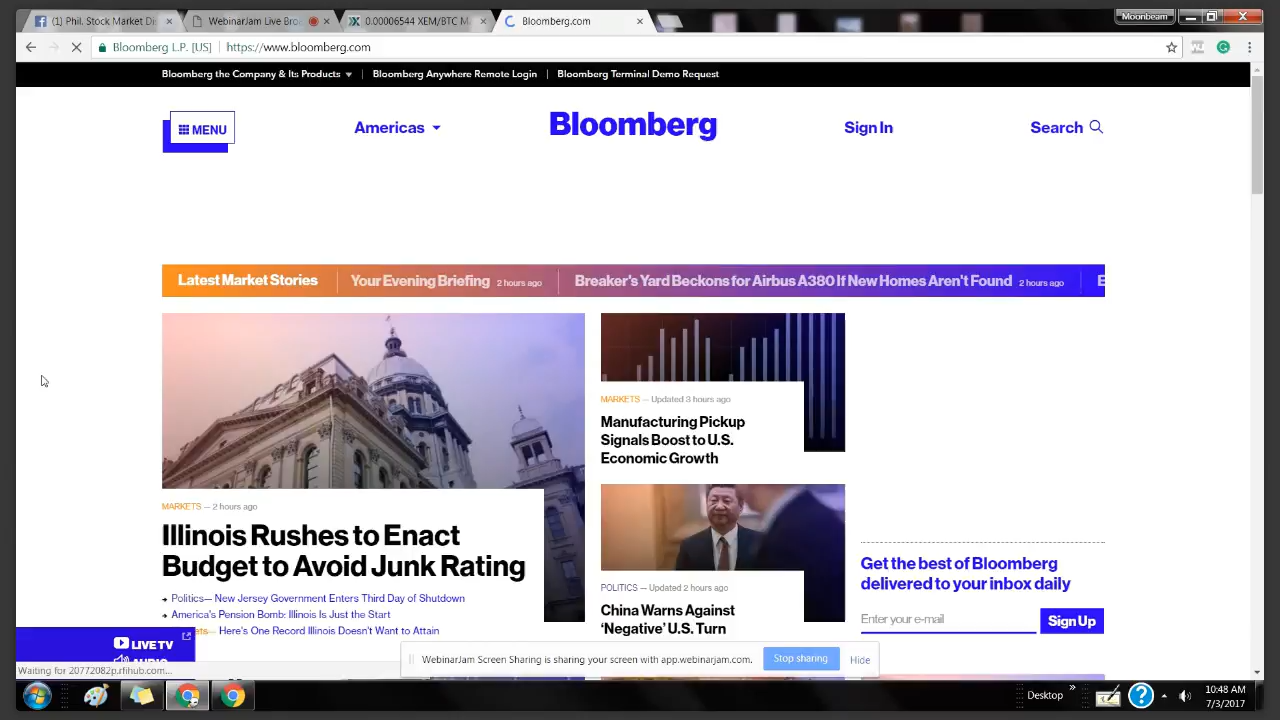 (1) Phil. Stock Market Di
WebinarJam Live Bro
0.00006544 XEM/BTC
Bloomberg.com
Moonbeam
Bloomberg L.P. [US]
https://www.bloomberg.com
Bloomberg the Company & Its Products
Bloomberg Anywhere Remote Login
Bloomberg Terminal Demo Request
MENU
Americas
Bloomberg
Sign In
Search
Latest Market Stories
Your Evening Briefing 2 hours ago
Breaker's Yard Beckons for Airbus A380 If New Homes Aren't Found 2 hours ago
MARKETS — 2 hours ago
Illinois Rushes to Enact
Budget to Avoid Junk Rating
Politics— New Jersey Government Enters Third Day of Shutdown
America's Pension Bomb: Illinois Is Just the Start
Here's One Record Illinois Doesn't Want to Attain
MARKETS — Updated 3 hours ago
Manufacturing Pickup
Signals Boost to U.S.
Economic Growth
POLITICS — Updated 2 hours ago
China Warns Against
'Negative' U.S. Turn
Get the best of Bloomberg
delivered to your inbox daily
Enter your e-mail
Sign Up
LIVE TV
AUDIO
WebinarJam Screen Sharing is sharing your screen with app.webinarjam.com.
Stop sharing
Hide
Waiting for 20772082p.rfihub.com...
Desktop
10:48 AM
7/3/2017